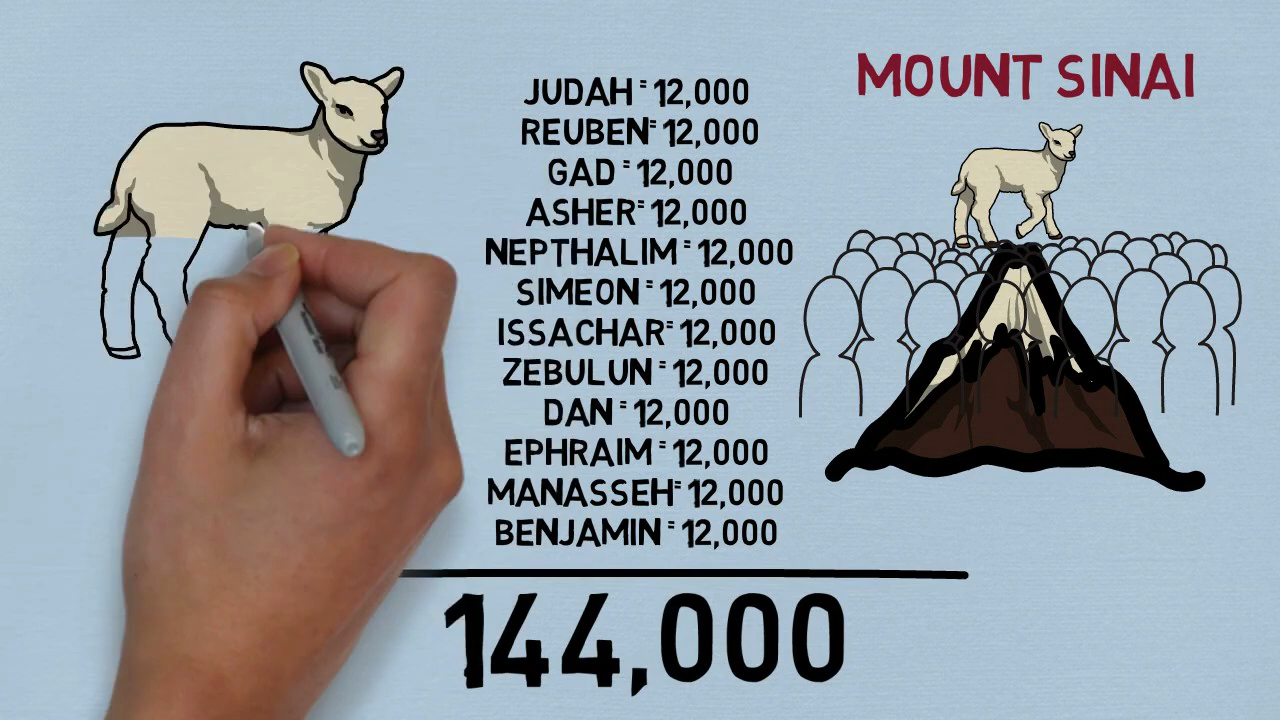 MOUNT SINAI
JUDAH = 12,000
REUBEN = 12,000
GAD = 12,000
ASHER = 12,000
NEPTHALIM = 12,000
SIMEON = 12,000
ISSACHAR = 12,000
ZEBULUN = 12,000
DAN = 12,000
EPHRAIM = 12,000
MANASSEH = 12,000
BENJAMIN = 12,000
144,000